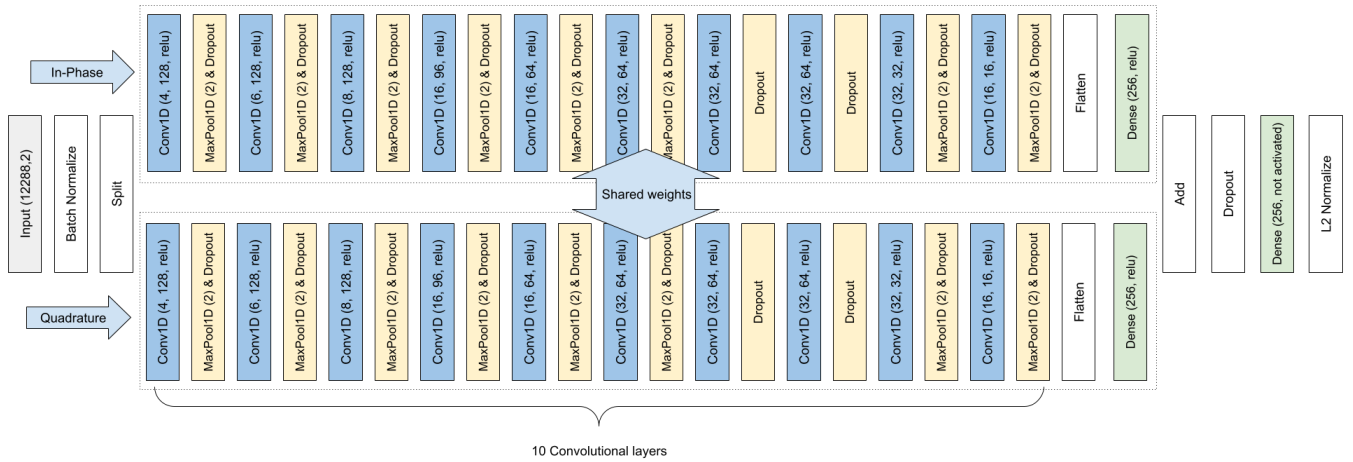 In-Phase
Quadrature
Input (12288,2)
Batch Normalize
Split
Conv1D (4, 128, relu)
MaxPool1D (2) & Dropout
Conv1D (6, 128, relu)
MaxPool1D (2) & Dropout
Conv1D (8, 128, relu)
MaxPool1D (2) & Dropout
Conv1D (16, 96, relu)
MaxPool1D (2) & Dropout
Conv1D (16, 64, relu)
MaxPool1D (2) & Dropout
Conv1D (32, 64, relu)
MaxPool1D (2) & Dropout
Conv1D (32, 64, relu)
Dropout
Conv1D (32, 64, relu)
Dropout
Conv1D (32, 32, relu)
MaxPool1D (2) & Dropout
Conv1D (16, 16, relu)
MaxPool1D (2) & Dropout
Flatten
Dense (256, relu)
Shared weights
Conv1D (4, 128, relu)
MaxPool1D (2) & Dropout
Conv1D (6, 128, relu)
MaxPool1D (2) & Dropout
Conv1D (8, 128, relu)
MaxPool1D (2) & Dropout
Conv1D (16, 96, relu)
MaxPool1D (2) & Dropout
Conv1D (16, 64, relu)
MaxPool1D (2) & Dropout
Conv1D (32, 64, relu)
MaxPool1D (2) & Dropout
Conv1D (32, 64, relu)
Dropout
Conv1D (32, 64, relu)
Dropout
Conv1D (32, 32, relu)
MaxPool1D (2) & Dropout
Conv1D (16, 16, relu)
MaxPool1D (2) & Dropout
Flatten
Dense (256, relu)
Add
Dropout
Dense (256, not activated)
L2 Normalize
10 Convolutional layers